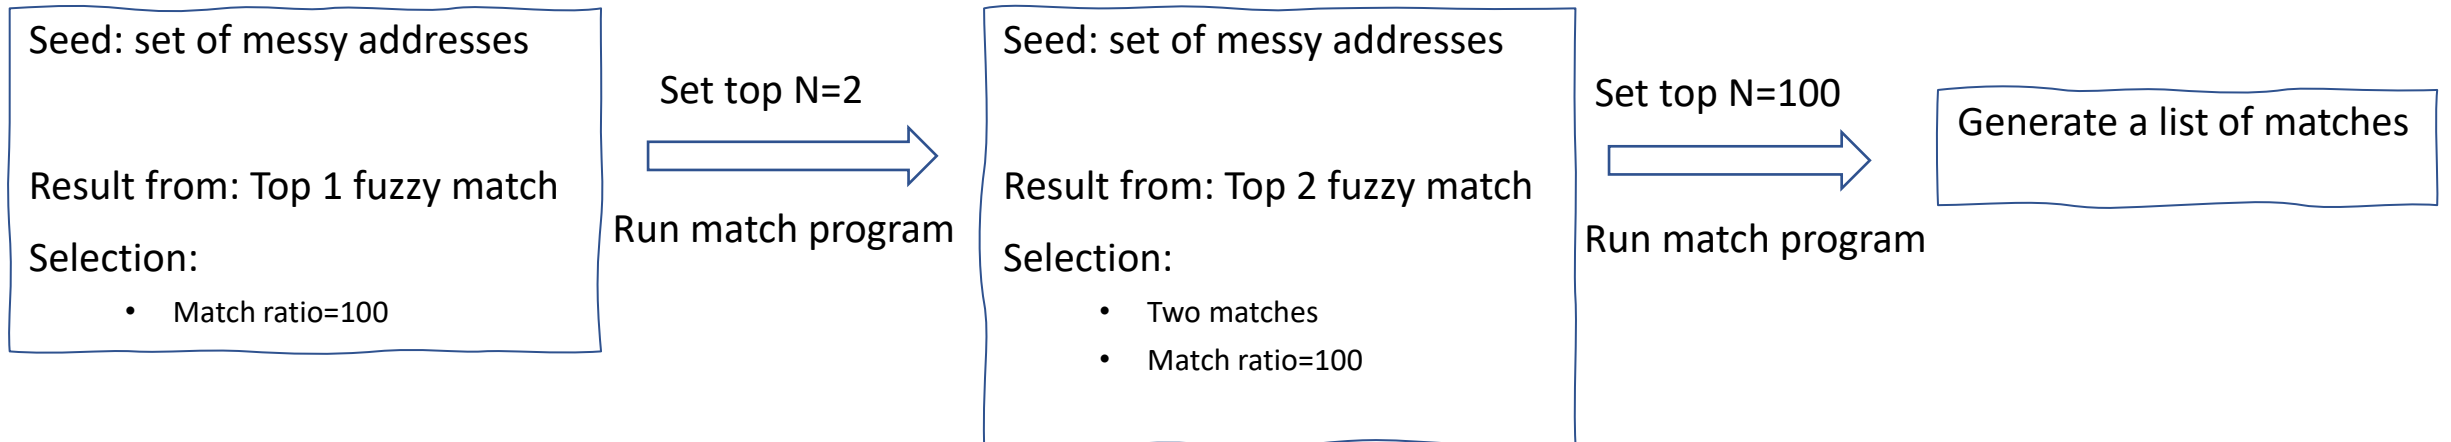 Seed: set of messy addresses
Result from: Top 1 fuzzy match
Selection:
• Match ratio=100
Set top N=2
Run match program
Seed: set of messy addresses
Result from: Top 2 fuzzy match
Selection:
• Two matches
• Match ratio=100
Set top N=100
Run match program
Generate a list of matches